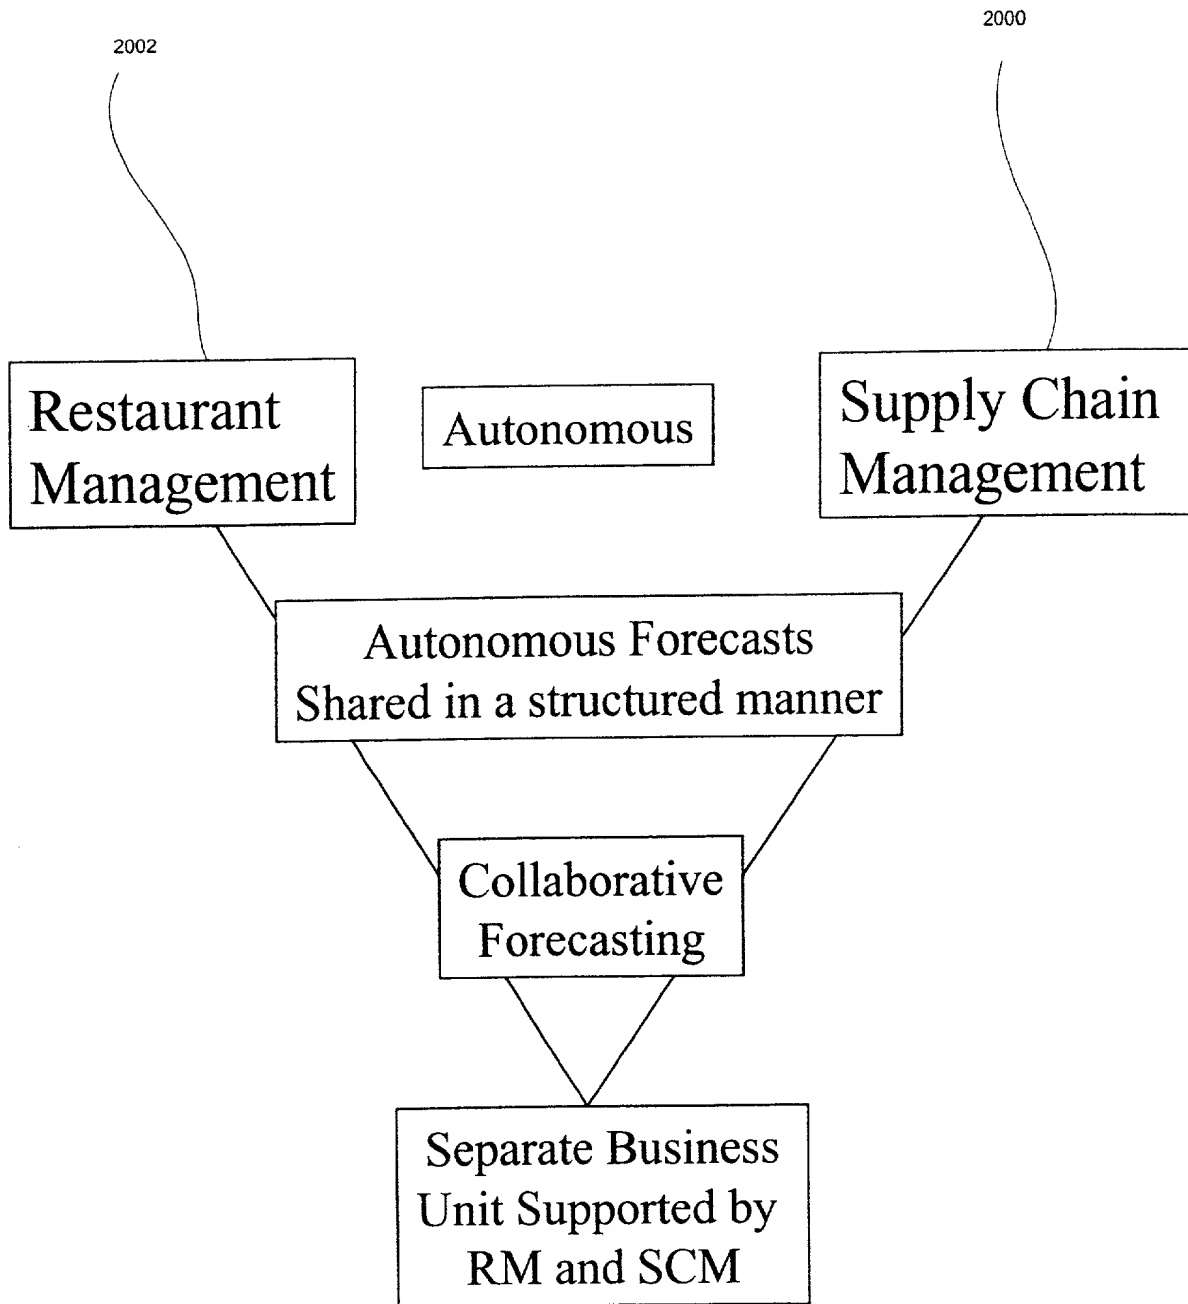 2002
2000
Restaurant
Management
Autonomous
Supply Chain
Management
Autonomous Forecasts
Shared in a structured manner
Collaborative
Forecasting
Separate Business
Unit Supported by
RM and SCM